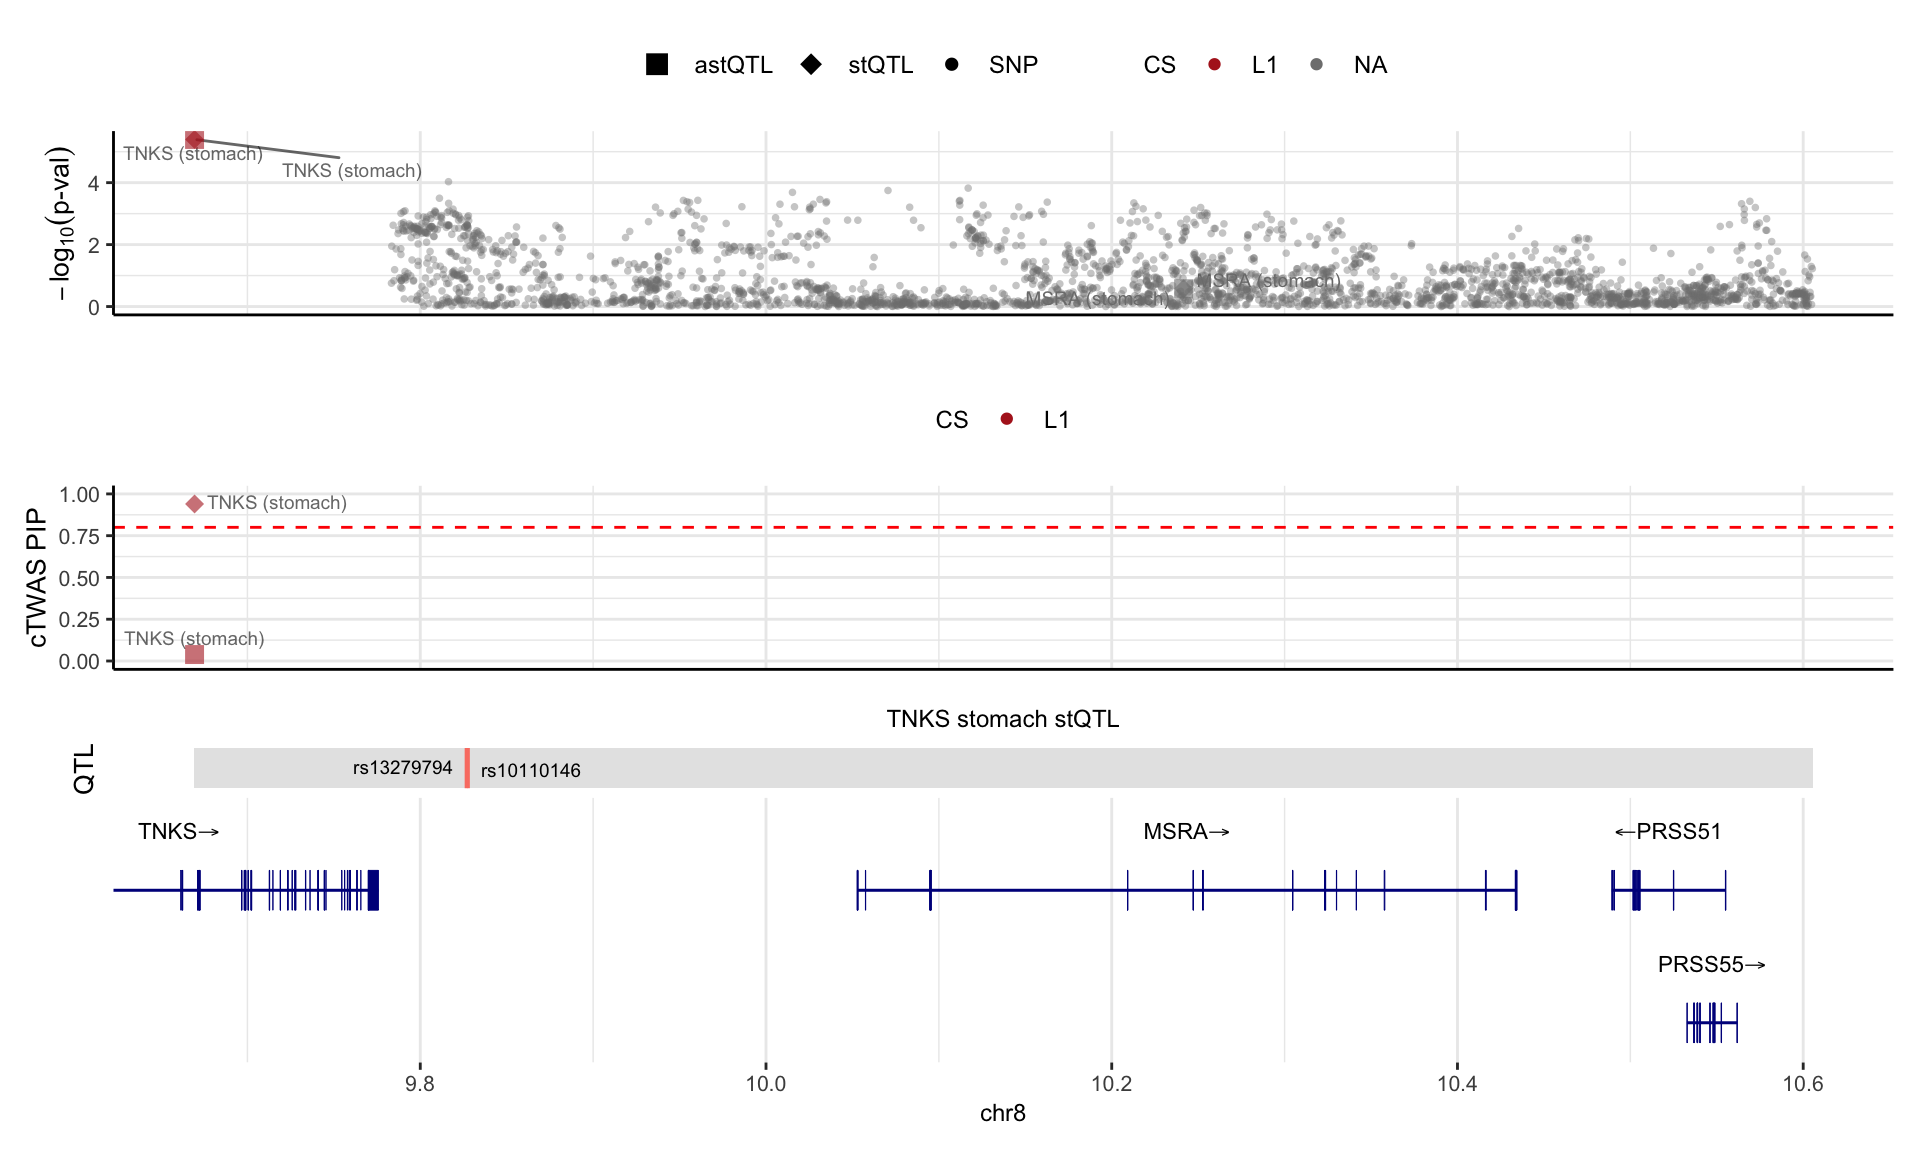 astQTL stQTL SNP CS L1 NA
−log10(p-val)
4
2
0
TNKS (stomach)
TNKS (stomach)
MSRA (stomach)
MSRA (stomach)
CS L1
cTWAS PIP
1.00
0.75
0.50
0.25
0.00
TNKS (stomach)
TNKS (stomach)
TNKS stomach stQTL
QTL
rs13279794 rs10110146
TNKS→
MSRA→
←PRSS51
PRSS55→
9.8 10.0 10.2 10.4 10.6
chr8